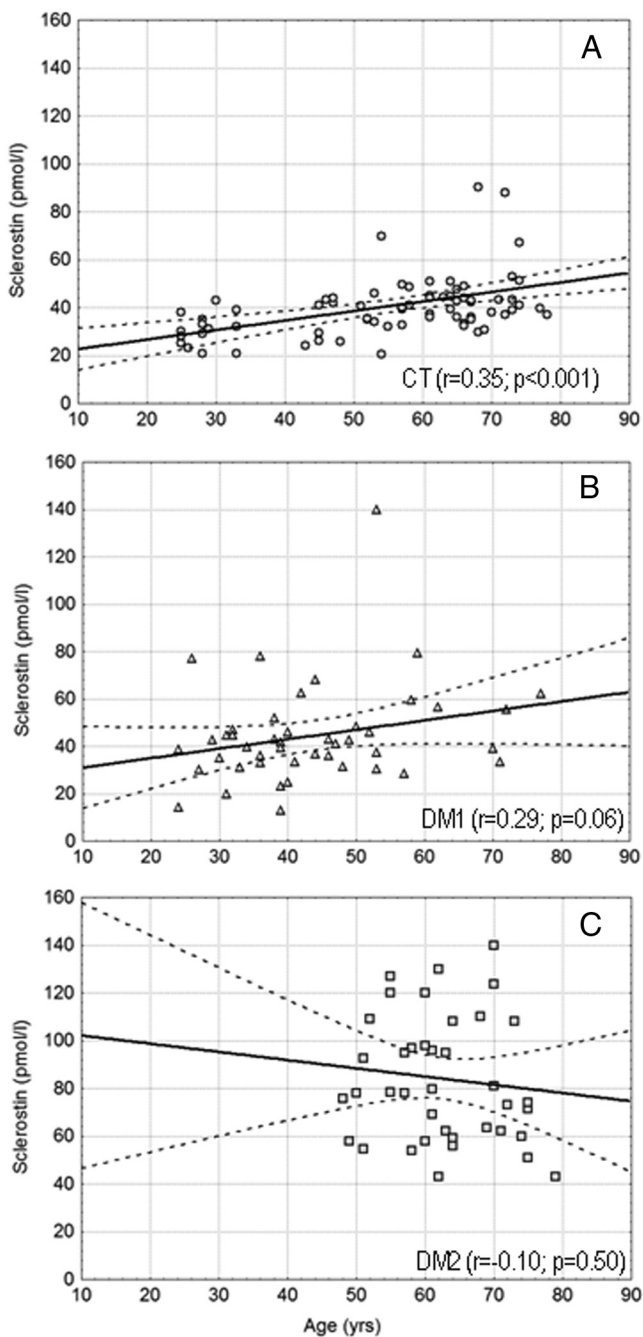 A
160
140
120
100
80
60
40
20
0
Sclerostin (pmol/l)
CT (r=0.35; p<0.001)
10 20 30 40 50 60 70 80 90
B
160
140
120
100
80
60
40
20
0
Sclerostin (pmol/l)
DM1 (r=0.29; p=0.06)
10 20 30 40 50 60 70 80 90
C
160
140
120
100
80
60
40
20
0
Sclerostin (pmol/l)
DM2 (r=-0.10; p=0.50)
10 20 30 40 50 60 70 80 90
Age (yrs)